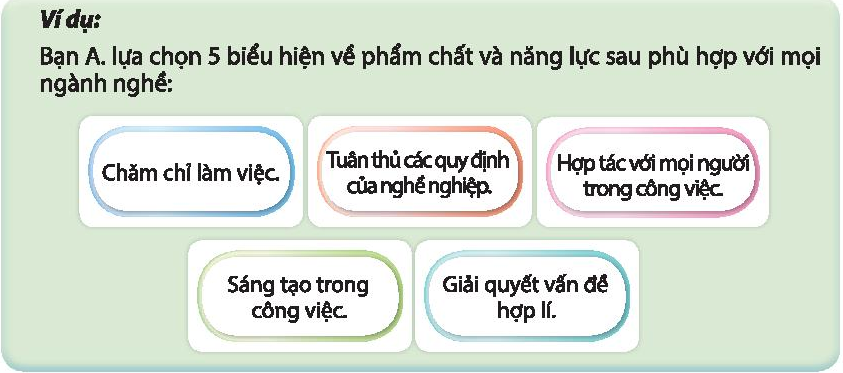 Ví dụ:
Bạn A. lựa chọn 5 biểu hiện về phẩm chất và năng lực sau phù hợp với mọi
ngành nghề:
Chăm chỉ làm việc.
Tuân thủ các quy định
của nghề nghiệp.
Hợp tác với mọi người
trong công việc.
Sáng tạo trong
công việc.
Giải quyết vấn đề
hợp lí.